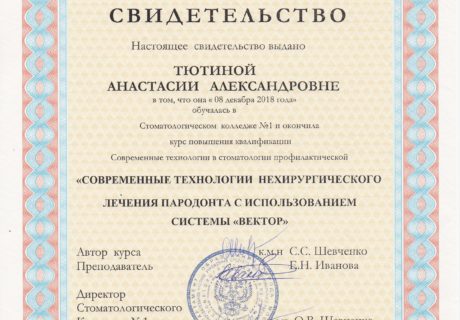 СВИДЕТЕЛЬСТВО
Настоящее свидетельство выдано
ТЮТИНОЙ
АНАСТАСИИ АЛЕКСАНДРОВНЕ
в том, что она « 08 декабря 2018 года»
обучалась в
Стоматологическом колледже №1 и окончила
курс повышения квалификации
Современные технологии в стоматологии профилактической
«СОВРЕМЕННЫЕ ТЕХНОЛОГИИ НЕХИРУРГИЧЕСКОГО
ЛЕЧЕНИЯ ПАРОДОНТА С ИСПОЛЬЗОВАНИЕМ
СИСТЕМЫ «ВЕКТОР»
Автор курса к.м.н С.С. Шевченко
Преподаватель Е.Н. Иванова
Директор
Стоматологического
№1 О.В.